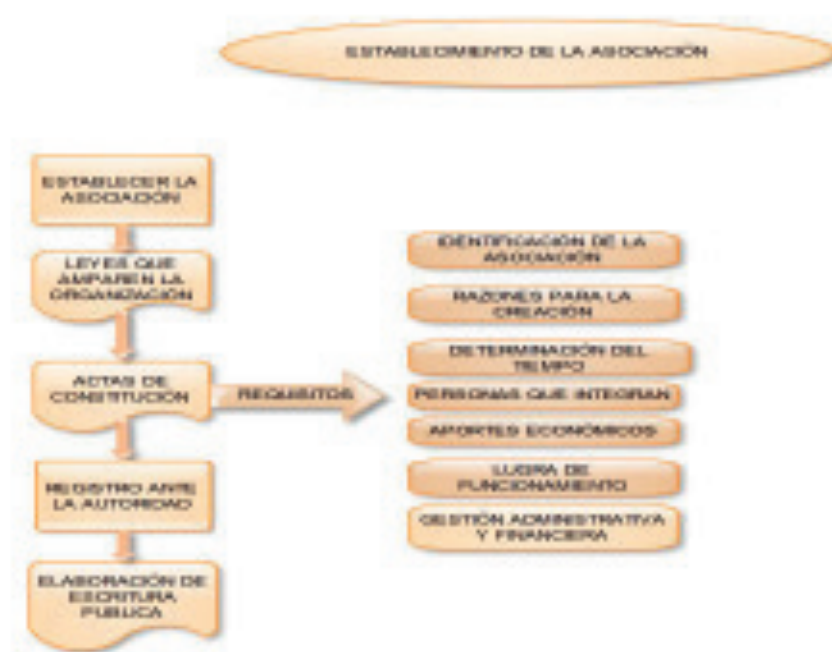 ESTABLECIMIENTO DE LA ASOCIACIÓN
ESTABLECER LA
ASOCIACIÓN
LEYES QUE
AMPAREN LA
ORGANIZACIÓN
ACTAS DE
CONSTITUCIÓN
REGISTRO ANTE
LA AUTORIDAD
ELABORACIÓN DE
ESCRITURA
PUBLICA
REQUISITOS
IDENTIFICACIÓN DE LA
ASOCIACIÓN
RAZONES PARA LA
CREACIÓN
DETERMINACIÓN DEL
TIEMPO
PERSONAS QUE INTEGRAN
APORTES ECONÓMICOS
LUGRA DE
FUNCIONAMIENTO
GESTIÓN ADMINISTRATIVA
Y FINANCIERA